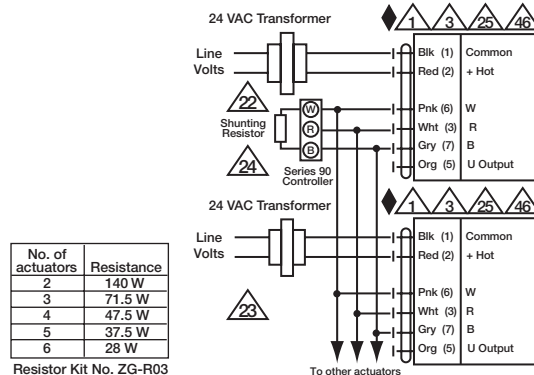 24 VAC Transformer
1 3 25 46
Line
Volts
Blk (1) Common
Red (2) + Hot
22
Shunting
Resistor
24
W
R
B
Series 90
Controller
Pnk (6) W
Wht (3) R
Gry (7) B
Org (5) U Output
24 VAC Transformer
1 3 25 46
Line
Volts
Blk (1) Common
Red (2) + Hot
23
Pnk (6) W
Wht (3) R
Gry (7) B
Org (5) U Output
To other actuators
No. of
actuators Resistance
2 140 W
3 71.5 W
4 47.5 W
5 37.5 W
6 28 W
Resistor Kit No. ZG-R03